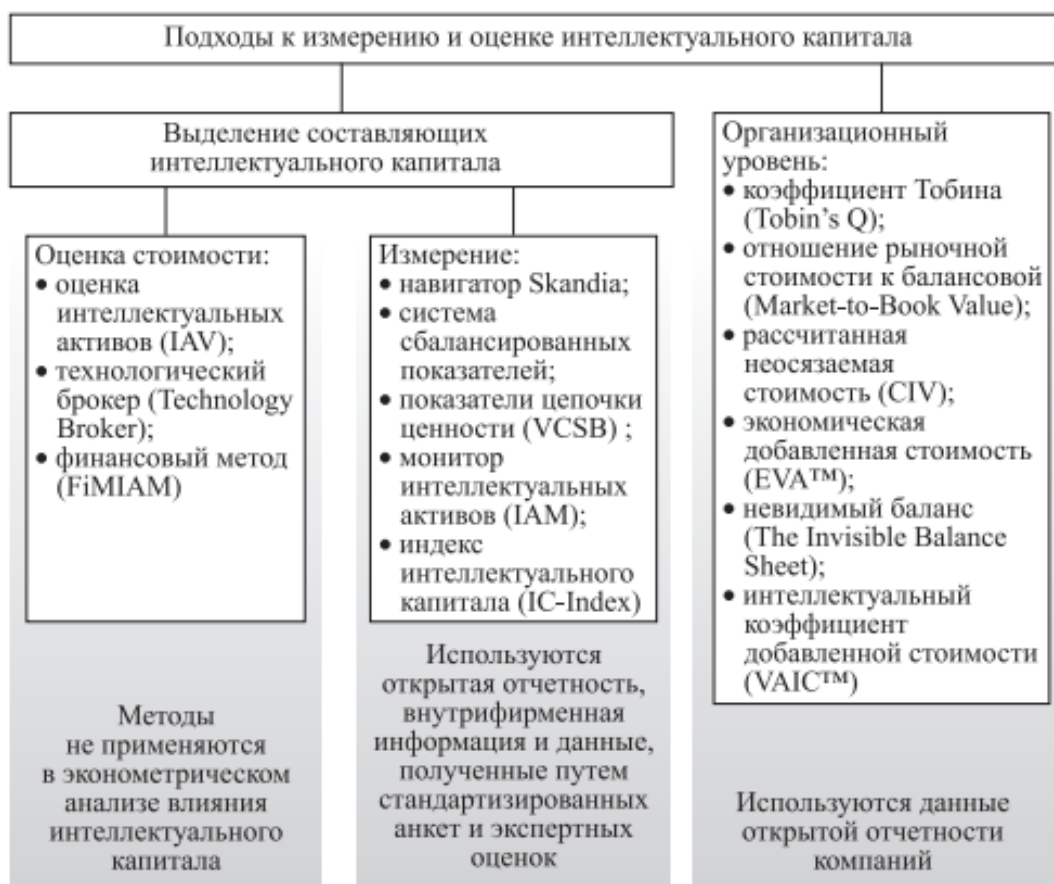 Подходы к измерению и оценке интеллектуального капитала
Выделение составляющих
интеллектуального капитала
Оценка стоимости:
• оценка
интеллектуальных
активов (IAV);
• технологический
брокер (Technology
Broker);
• финансовый метод
(FiMIAM)
Методы
не применяются
в эконометрическом
анализе влияния
интеллектуального
капитала
Измерение:
• навигатор Skandia;
• система
сбалансированных
показателей;
• показатели цепочки
ценности (VCSB) ;
• монитор
интеллектуальных
активов (IAM);
• индекс
интеллектуального
капитала (IC-Index)
Используются
открытая отчетность,
внутрифирменная
информация и данные,
полученные путем
стандартизированных
анкет и экспертных
оценок
Организационный
уровень:
• коэффициент Тобина
(Tobin’s Q);
• отношение рыночной
стоимости к балансовой
(Market-to-Book Value);
• рассчитанная
неосязаемая
стоимость (CIV);
• экономическая
добавленная стоимость
(EVA™);
• невидимый баланс
(The Invisible Balance
Sheet);
• интеллектуальный
коэффициент
добавленной стоимости
(VAIC™)
Используются данные
открытой отчетности
компаний